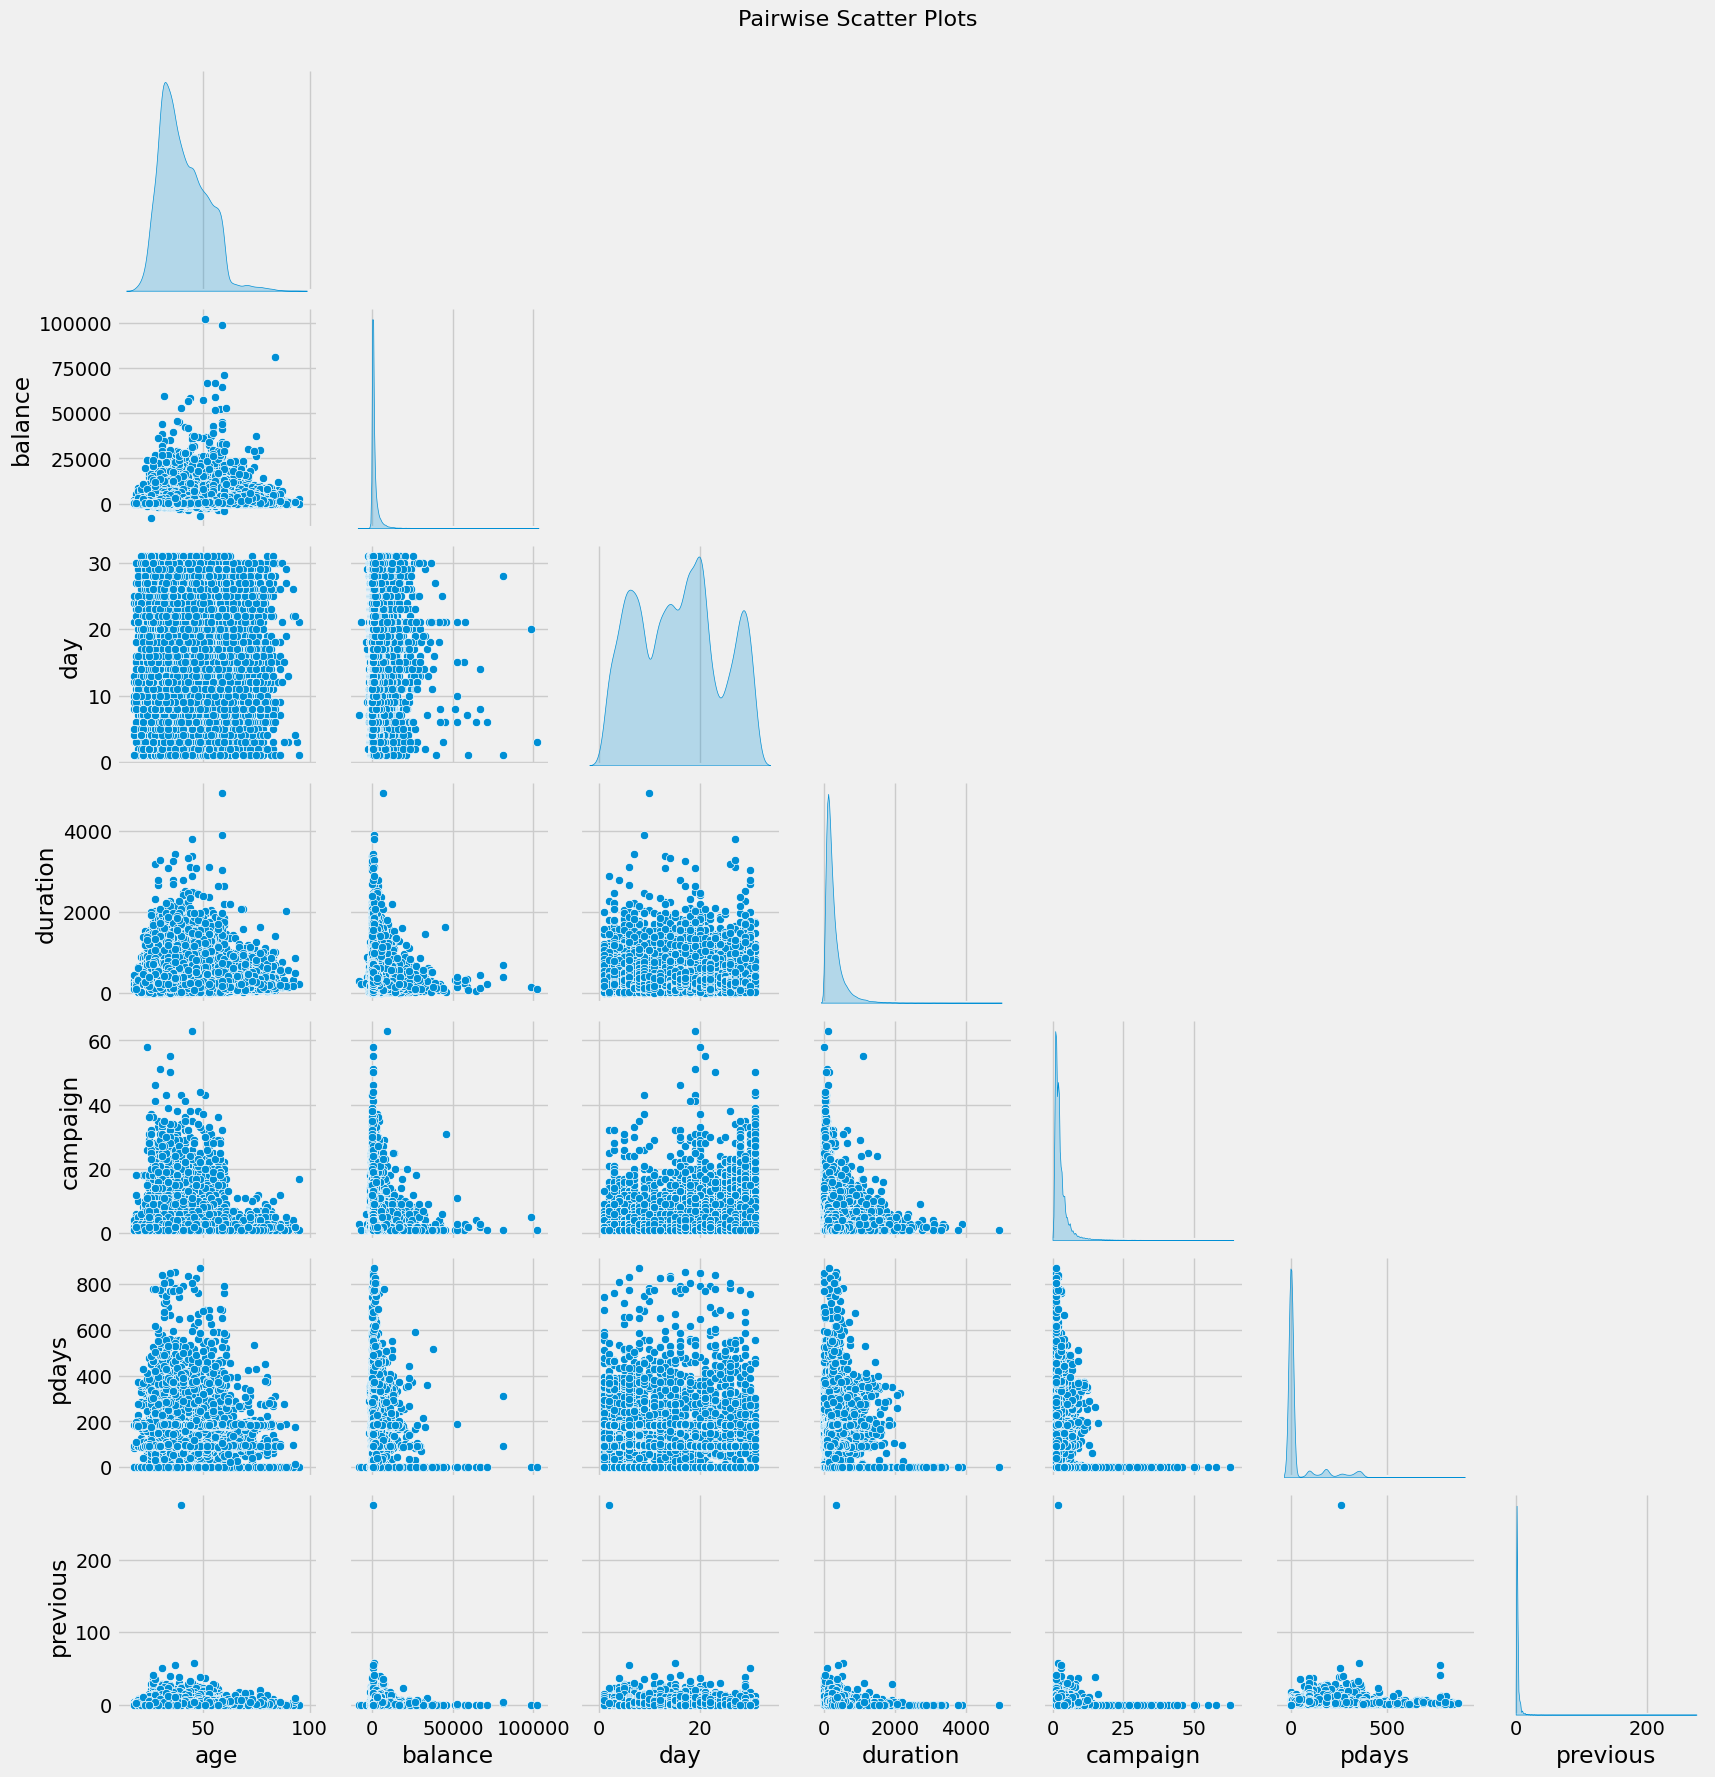 Pairwise Scatter Plots
100000
75000
50000
25000
0
balance
30
20
10
0
day
4000
2000
0
duration
60
40
20
0
campaign
800
600
400
200
0
pdays
200
100
0
previous
50 100
0 50000 100000
0 20
0 2000 4000
0 25 50
0 500
0 200
age balance day duration campaign pdays previous